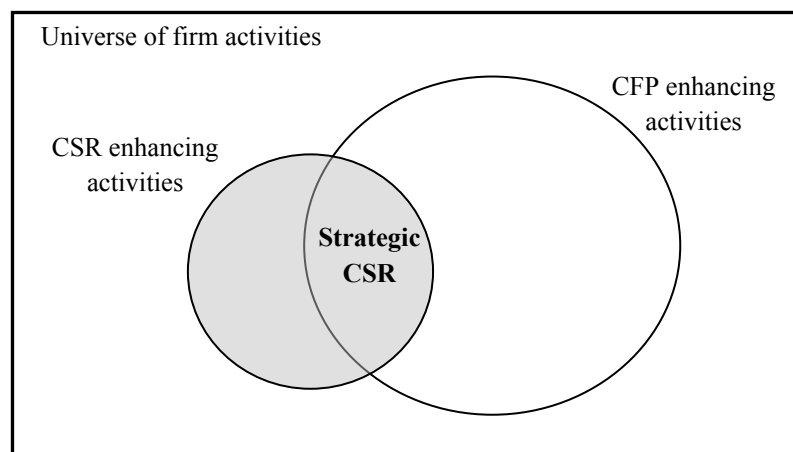 Universe of firm activities
CFP enhancing
activities
CSR enhancing
activities
Strategic
CSR